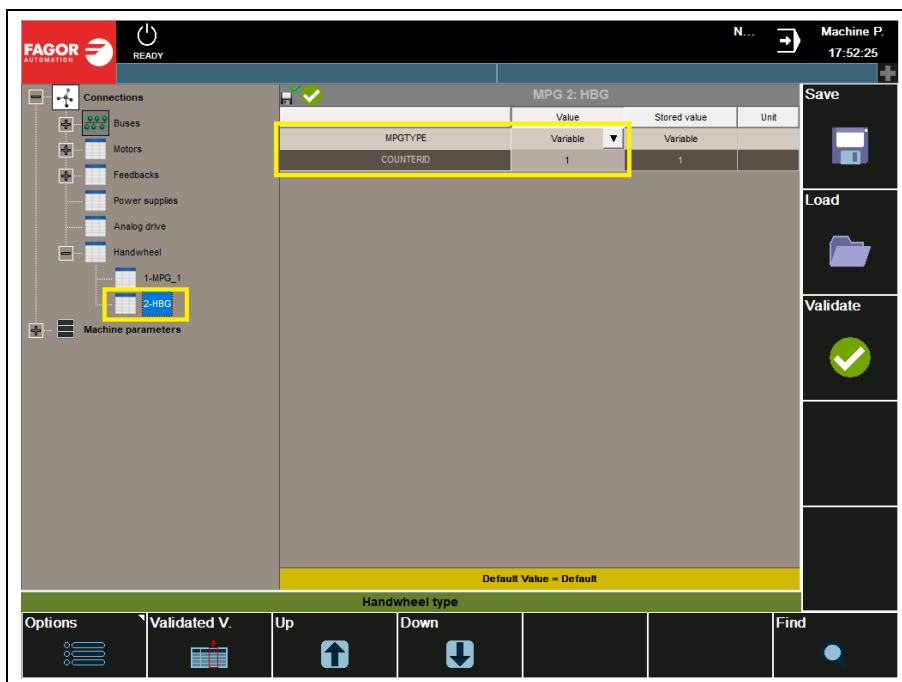 FAGOR
AUTOMATION
READY
N...
Machine P.
17:52:25
Connections
Buses
Motors
Feedbacks
Power supplies
Analog drive
Handwheel
1-MPG_1
2-HBG
Machine parameters
MPG 2: HBG
Value Stored value Unit
MPGTYPE Variable Variable
COUNTERID 1 1
Default Value = Default
Handwheel type
Save
Load
Validate
Options
Validated V.
Up
Down
Find